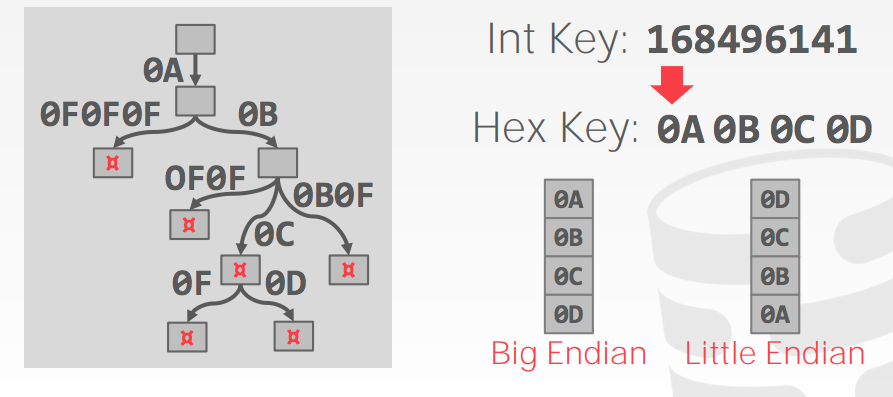 Int Key: 168496141
Hex Key: 0A 0B 0C 0D
0A
0F0F0F
0B
0F0F
0B0F
0C
0F
0D
¤
¤
¤
¤
¤
¤
0A
0B
0C
0D
Big Endian
0D
0C
0B
0A
Little Endian